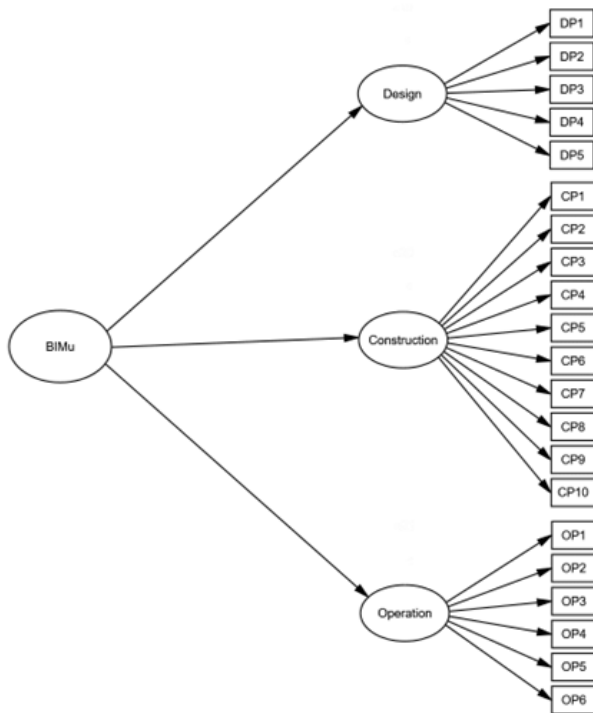 DP1
DP2
DP3
DP4
DP5
Design
CP1
CP2
CP3
CP4
CP5
CP6
CP7
CP8
CP9
CP10
Construction
BIMu
OP1
OP2
OP3
OP4
OP5
OP6
Operation